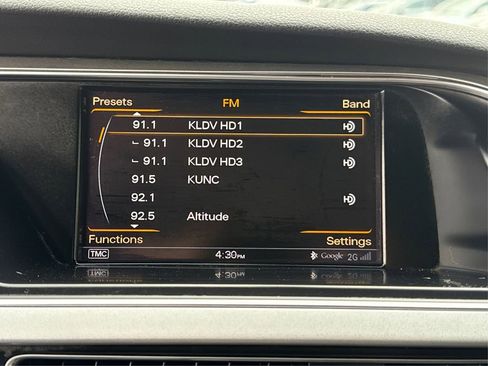 Presets FM Band
91.1 KLDV HD1
91.1 KLDV HD2
91.1 KLDV HD3
91.5 KUNC
92.1
92.5 Altitude
Functions Settings
TMC 4:30PM Google 2G